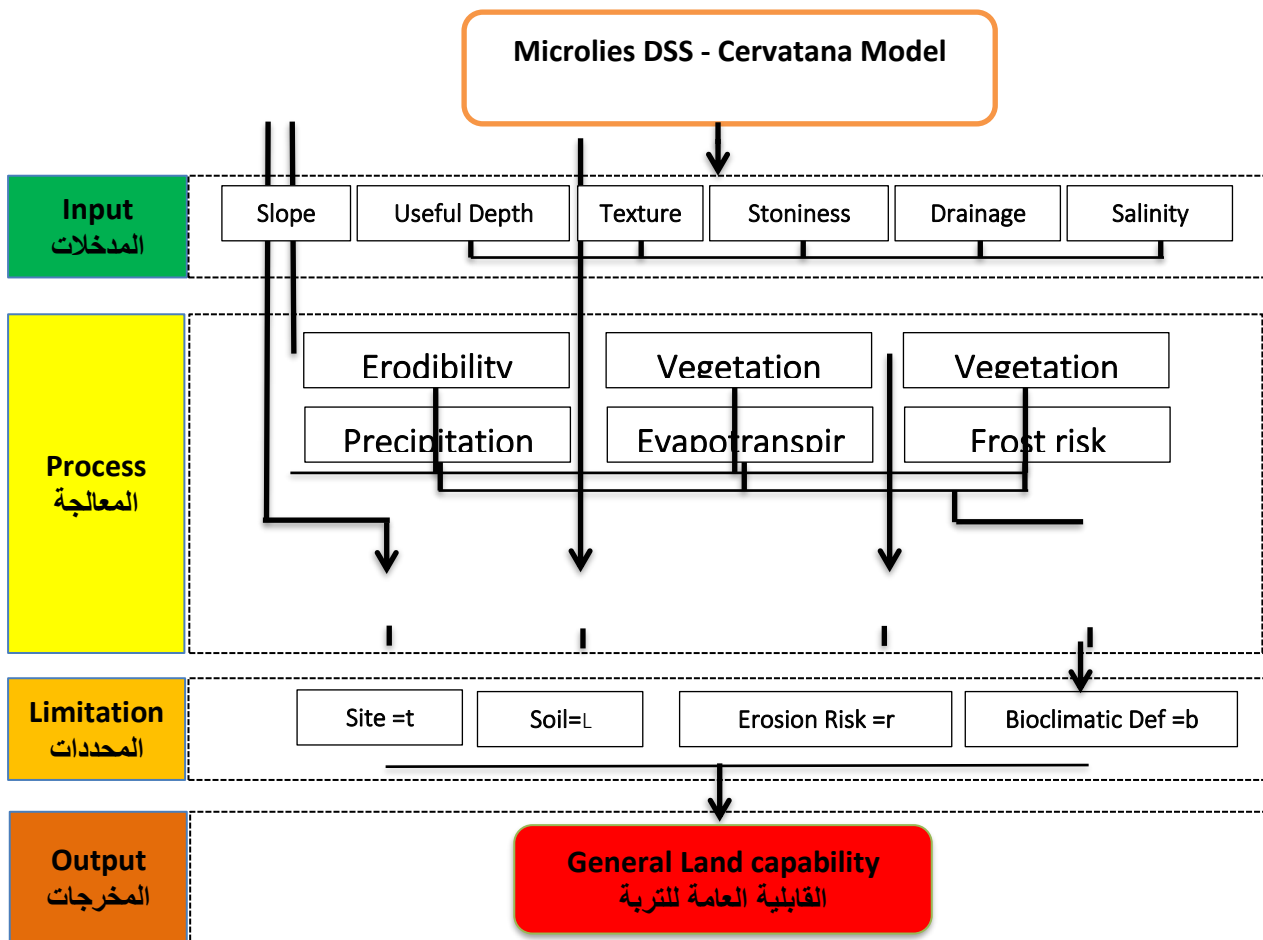 Microlies DSS - Cervatana Model
Input
المدخلات
Slope
Useful Depth
Texture
Stoniness
Drainage
Salinity
Process
المعالجة
Erodibility
Vegetation
Vegetation
Precipitation
Evapotranspir
Frost risk
Limitation
المحددات
Site =t
Soil=L
Erosion Risk =r
Bioclimatic Def =b
Output
المخرجات
General Land capability
القابلية العامة للتربة